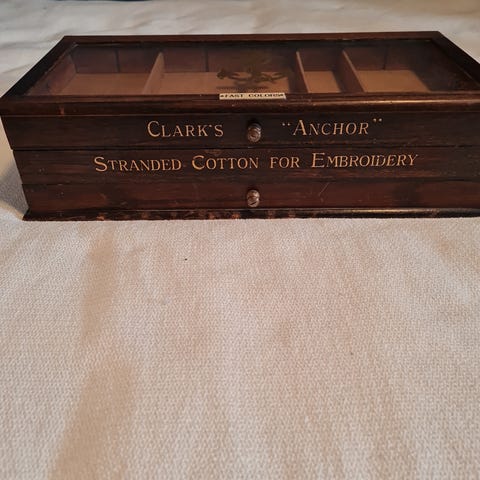 FAST COLORS
CLARK'S "ANCHOR"
STRANDED COTTON FOR EMBROIDERY